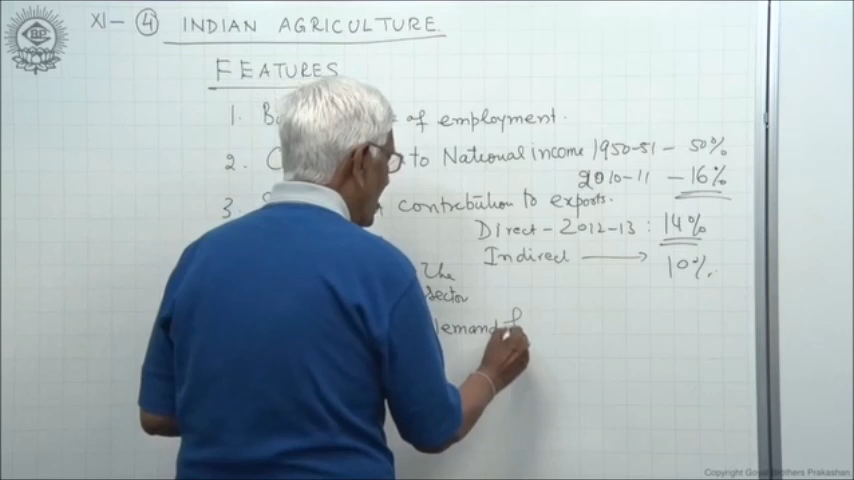 XI- 4 INDIAN AGRICULTURE.
FEATURES
1. of employment.
2. to National income 1950-51 - 50%
2010-11 - 16%
3. contribution to exports.
Direct - 2012-13 : 14%
Indirect 10%.
the
sector
demand f
Copyright Goyal Brothers Prakashan